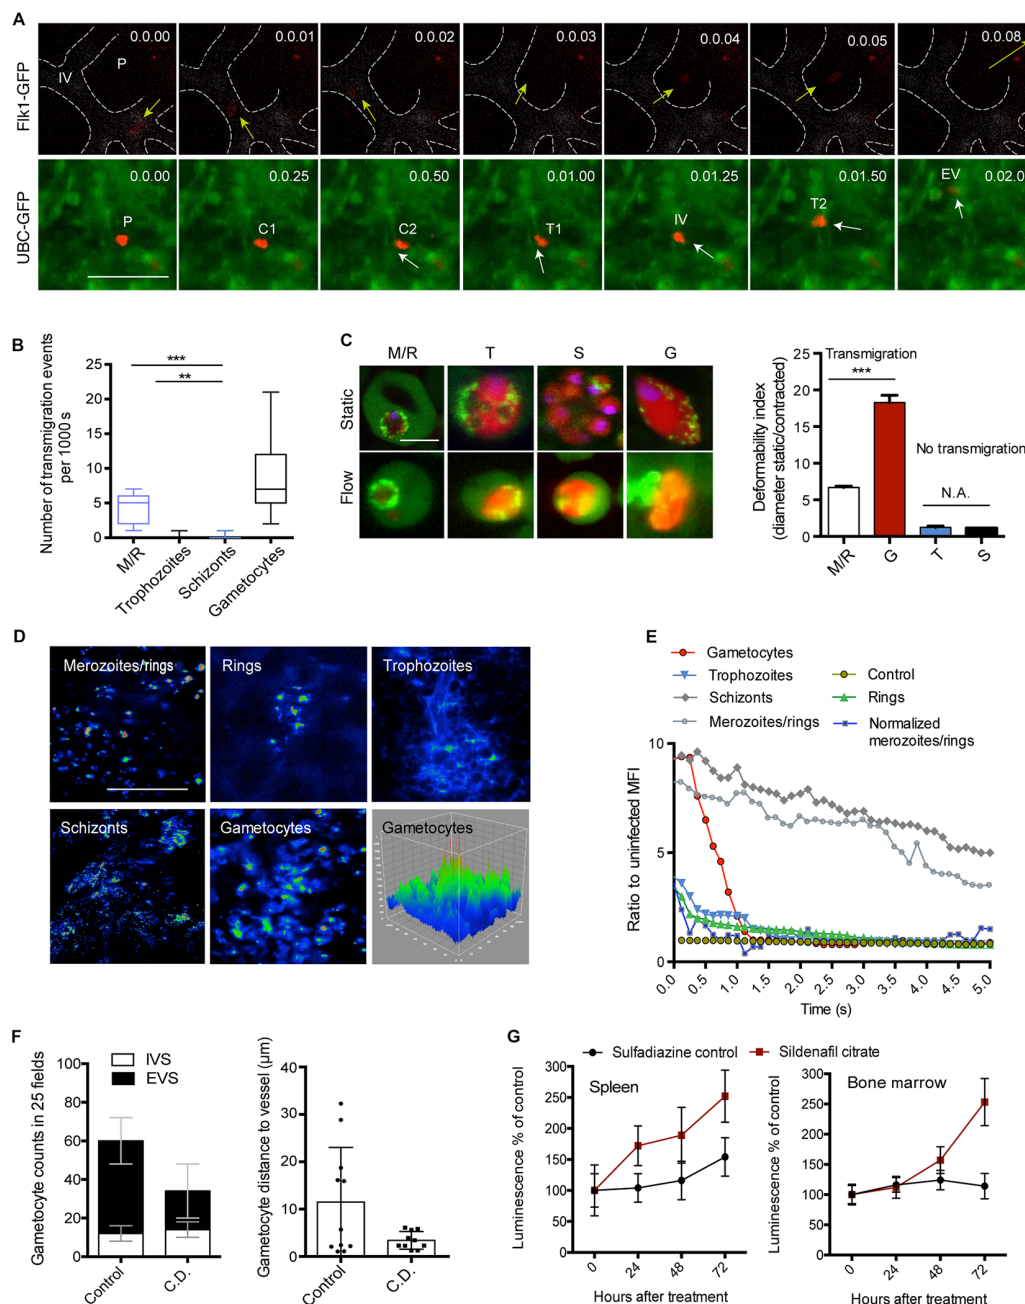 A
Flk1-GFP
0.0.00
0.0.01
0.0.02
0.0.03
0.0.04
0.0.05
0.0.08
IV
P
UBC-GFP
0.0.00
0.0.25
0.0.50
0.01.00
0.01.25
0.01.50
0.02.0
P
C1
C2
T1
IV
T2
EV
B
Number of transmigration events
per 1000 s
25
20
15
10
5
0
***
**
M/R
Trophozoites
Schizonts
Gametocytes
C
M/R
T
S
G
Static
Flow
Deformability index
(diameter static/contracted)
25
20
15
10
5
0
Transmigration
***
No transmigration
N.A.
M/R
G
T
S
D
Merozoites/rings
Rings
Trophozoites
Schizonts
Gametocytes
Gametocytes
E
Gametocytes
Trophozoites
Schizonts
Merozoites/rings
Control
Rings
Normalized
merozoites/rings
Ratio to uninfected MFI
10
5
0
0.0
0.5
1.0
1.5
2.0
2.5
3.0
3.5
4.0
4.5
5.0
Time (s)
F
IVS
EVS
Gametocyte counts in 25 fields
100
80
60
40
20
0
Control
C.D.
Gametocyte distance to vessel (µm)
40
30
20
10
0
Control
C.D.
G
Sulfadiazine control
Sildenafil citrate
Spleen
Luminescence % of control
300
250
200
150
100
50
0
0
24
48
72
Hours after treatment
Bone marrow
Luminescence % of control
300
250
200
150
100
50
0
0
24
48
72
Hours after treatment